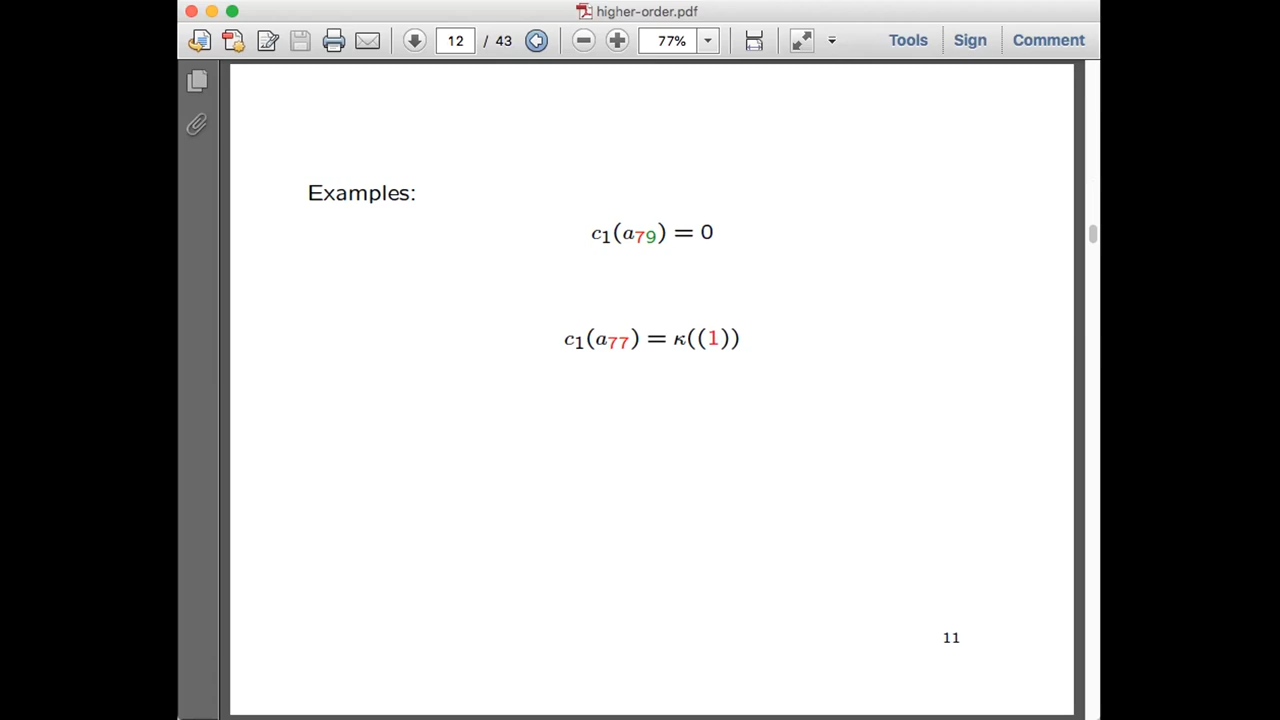 higher-order.pdf
12 / 43 77% Tools Sign Comment
Examples:
c₁(a₇₉) = 0
c₁(a₇₇) = κ((1))
11